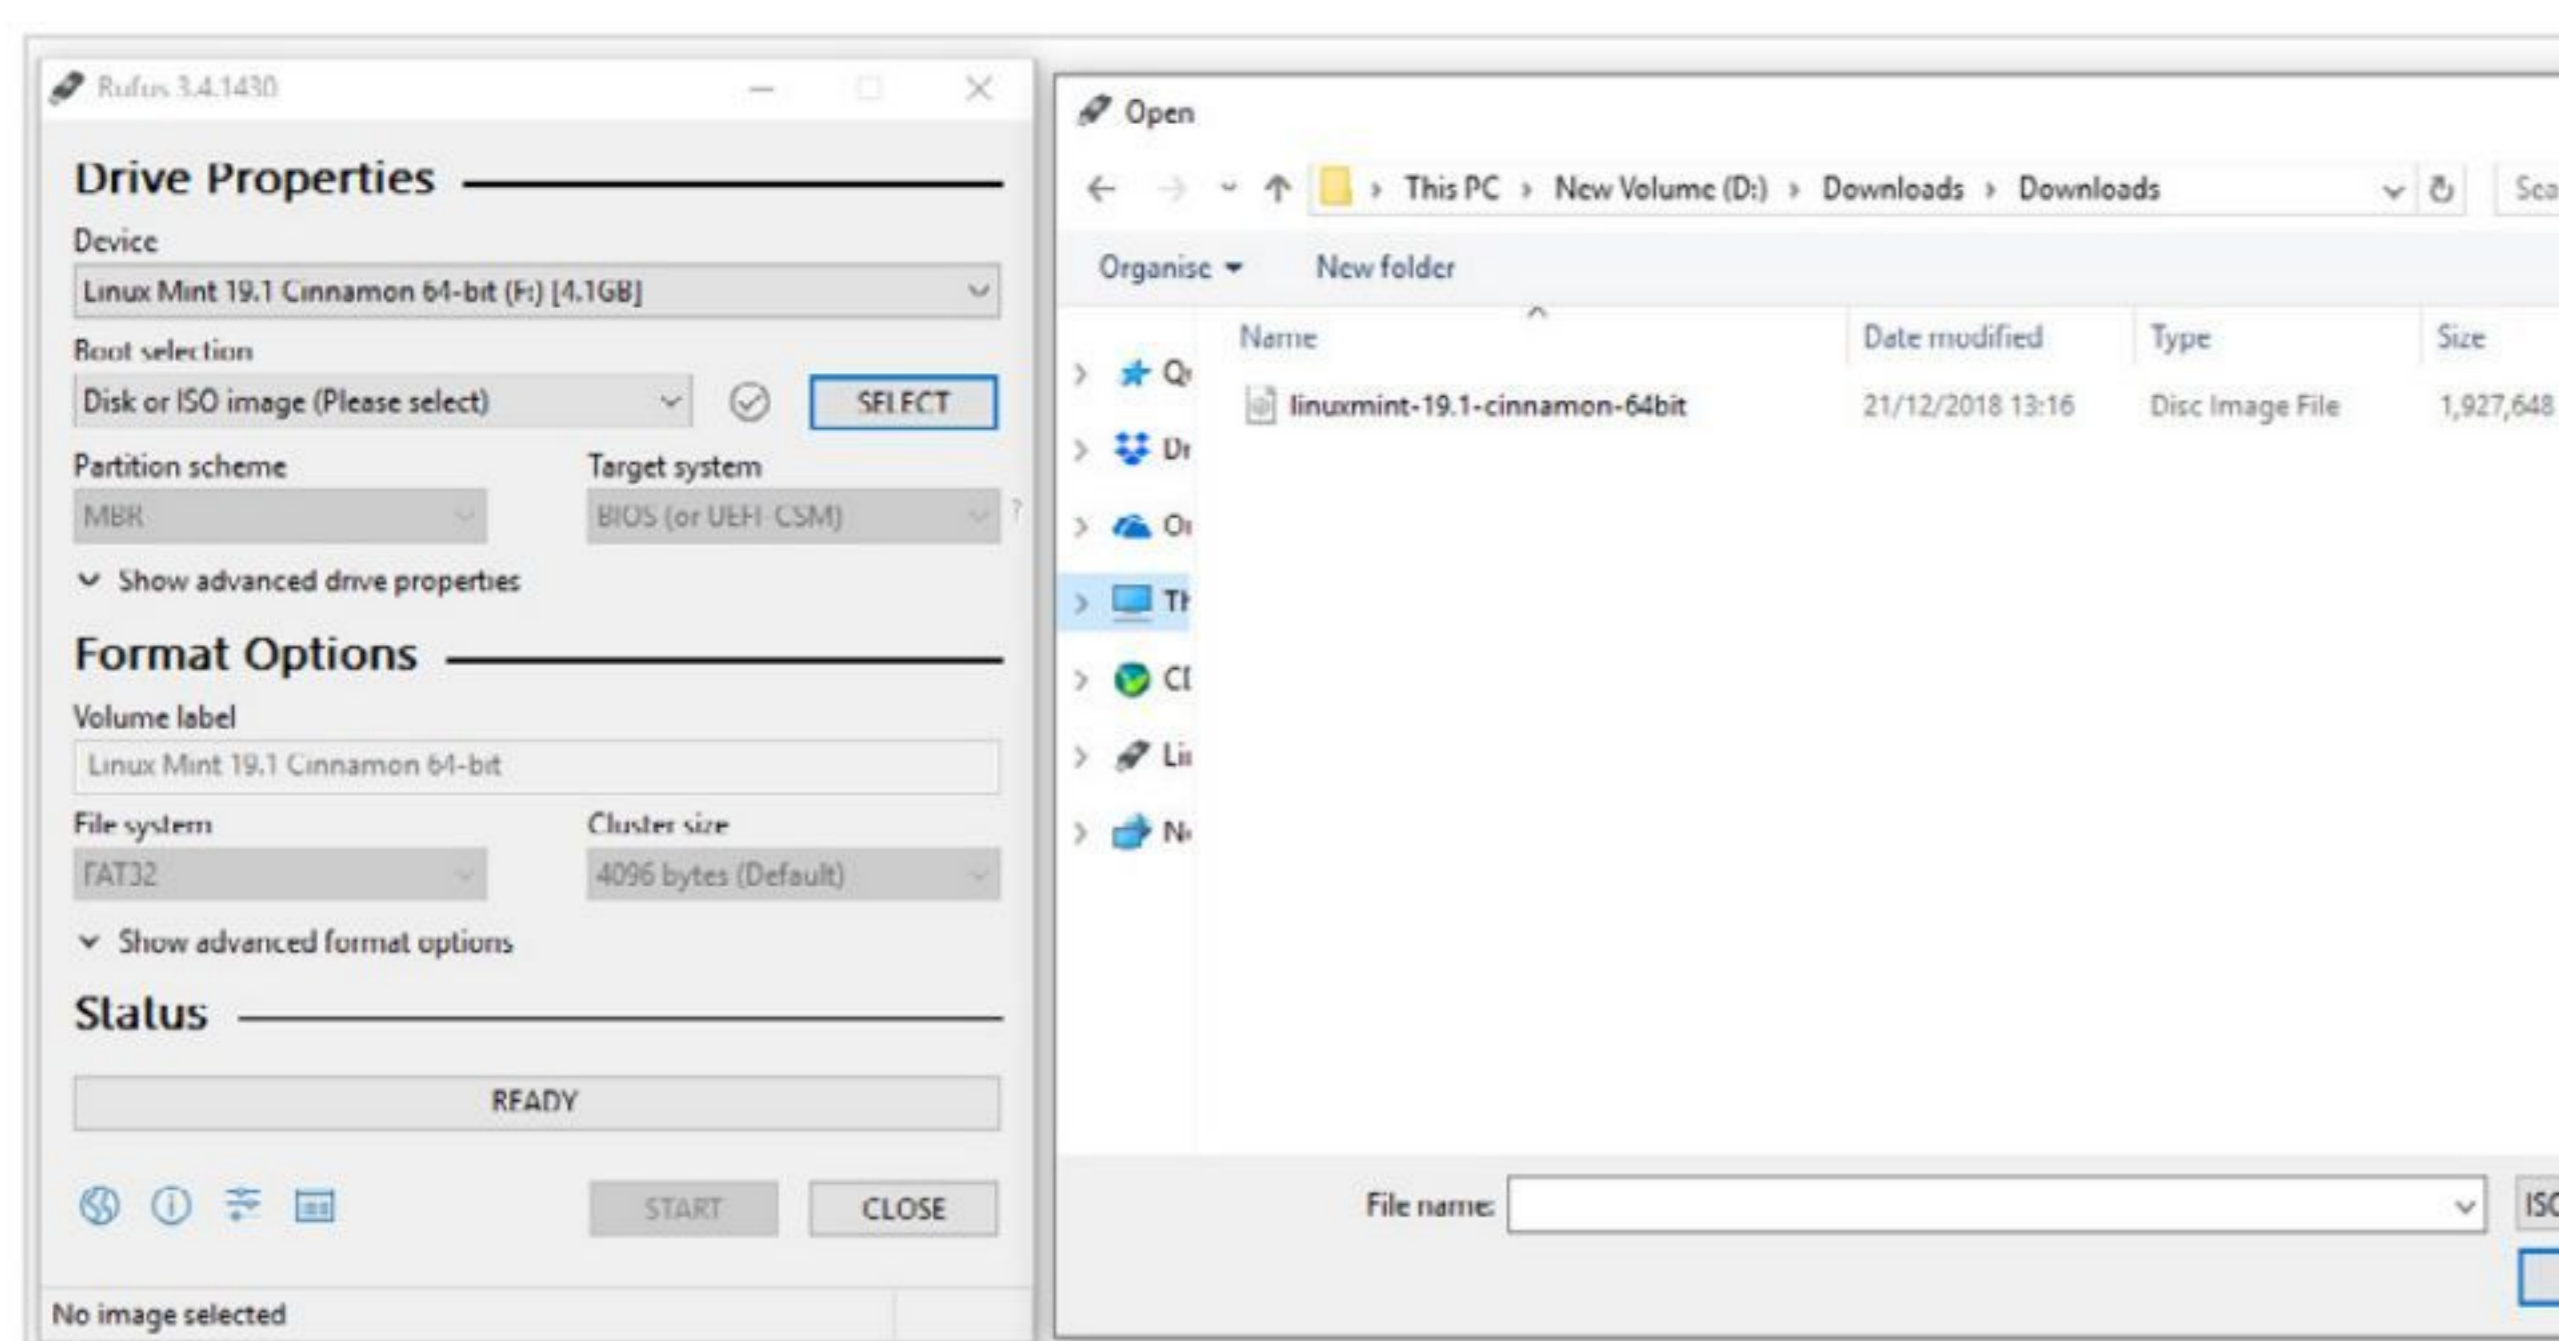 Rufus 3.4.1430
Drive Properties
Device
Linux Mint 19.1 Cinnamon 64-bit (F:) [4.1GB]
Boot selection
Disk or ISO image (Please select)
SELECT
Partition scheme
Target system
MBR
BIOS (or UEFI-CSM)
?
Show advanced drive properties
Format Options
Volume label
Linux Mint 19.1 Cinnamon 64-bit
File system
Cluster size
FAT32
4096 bytes (Default)
Show advanced format options
Status
READY
START
CLOSE
No image selected
Open
This PC › New Volume (D:) › Downloads › Downloads
Sea
Organise
New folder
Name
Date modified
Type
Size
linuxmint-19.1-cinnamon-64bit
21/12/2018 13:16
Disc Image File
1,927,648
Dr
Th
Li
File name:
ISO